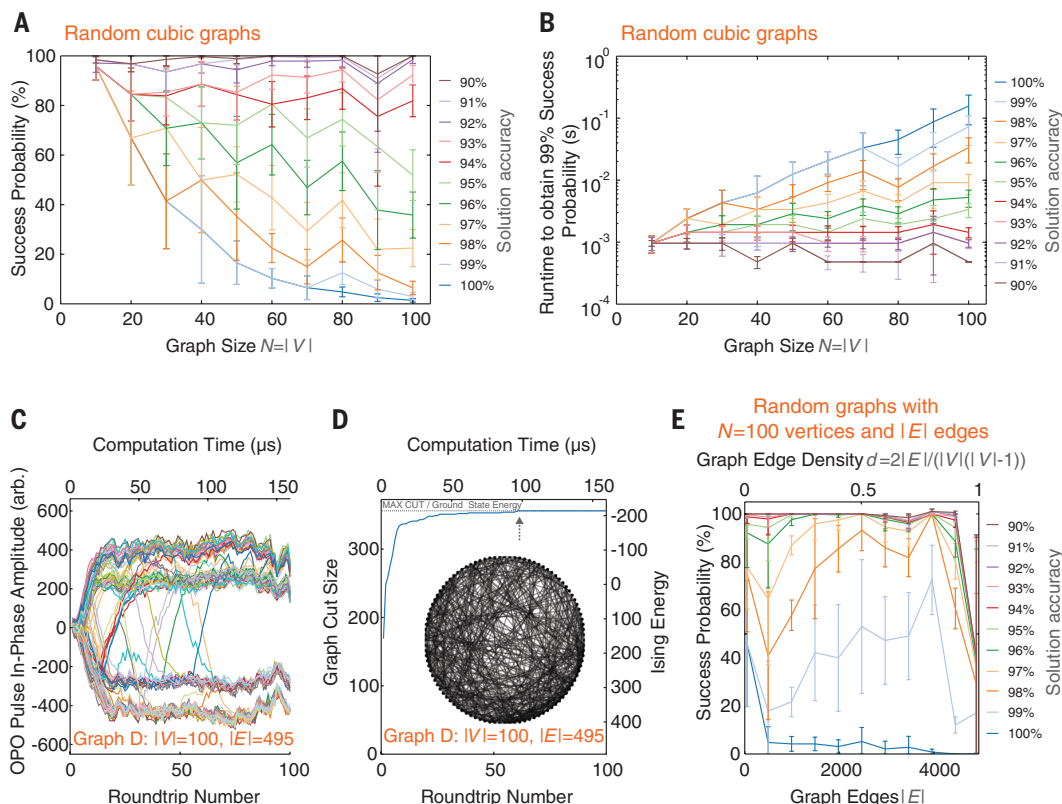 A
Random cubic graphs
Success Probability (%)
100
80
60
40
20
0
0 20 40 60 80 100
Graph Size N=|V|
90%
91%
92%
93%
94%
95%
96%
97%
98%
99%
100%
Solution accuracy
B
Random cubic graphs
Runtime to obtain 99% Success
Probability (s)
10⁰
10⁻¹
10⁻²
10⁻³
10⁻⁴
0 20 40 60 80 100
Graph Size N=|V|
100%
99%
98%
97%
96%
95%
94%
93%
92%
91%
90%
Solution accuracy
C
Computation Time (µs)
0 50 100 150
OPO Pulse In-Phase Amplitude (arb.)
600
400
200
0
-200
-400
-600
Graph D: |V|=100, |E|=495
0 50 100
Roundtrip Number
D
Computation Time (µs)
0 50 100 150
MAX CUT / Ground State Energy
Graph Cut Size
300
200
100
0
Ising Energy
-200
-100
0
100
200
300
400
Graph D: |V|=100, |E|=495
0 50 100
Roundtrip Number
E
Random graphs with
N=100 vertices and |E| edges
Graph Edge Density d=2|E|/(|V|(|V|-1))
0 0.5 1
Success Probability (%)
100
80
60
40
20
0
0 2000 4000
Graph Edges|E|
90%
91%
92%
93%
94%
95%
96%
97%
98%
99%
100%
Solution accuracy